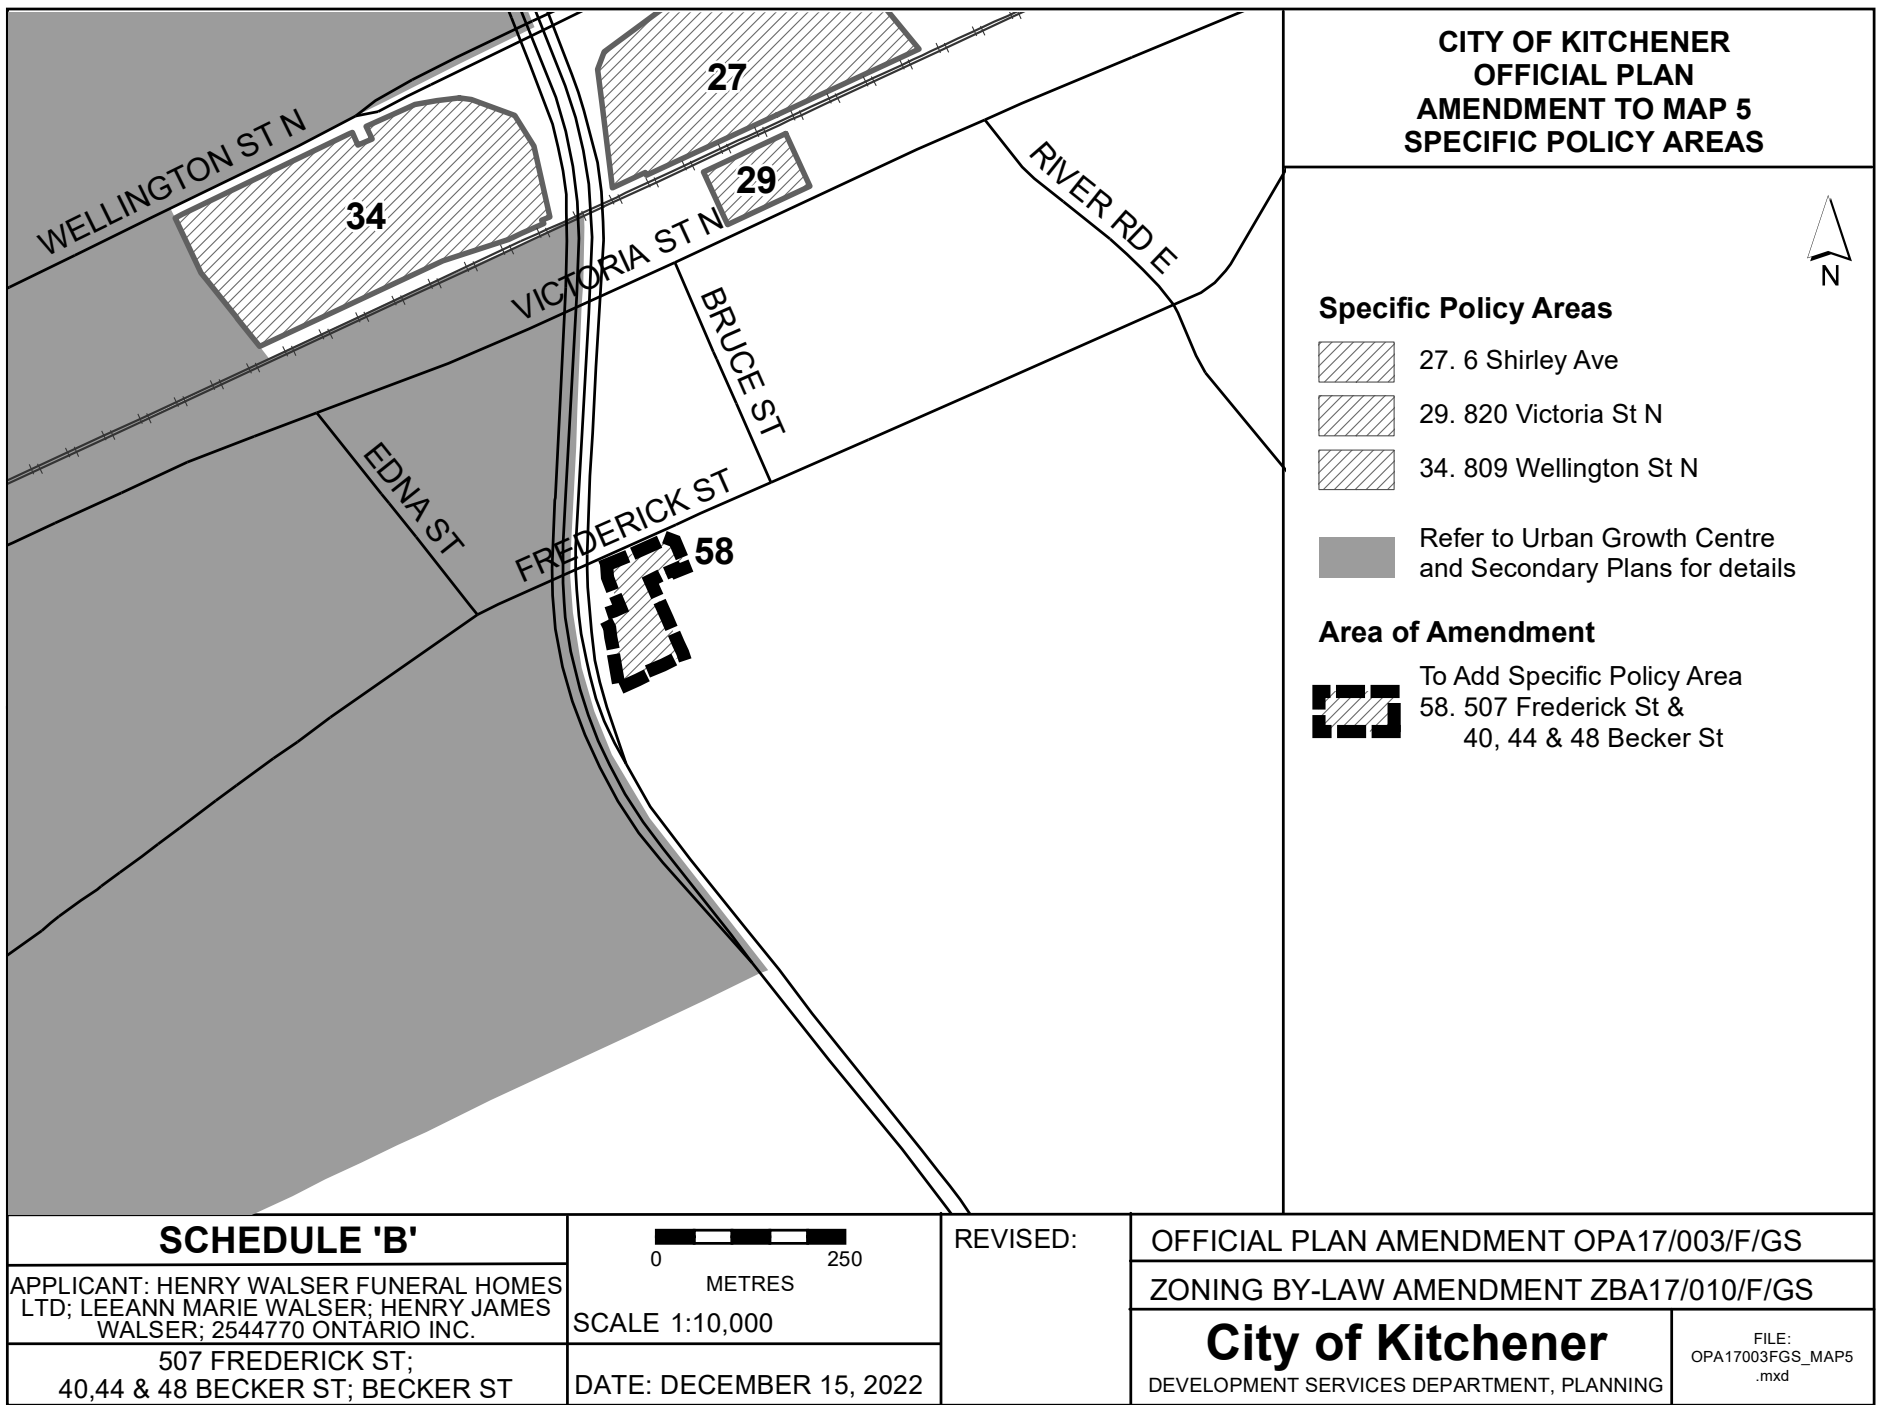 CITY OF KITCHENER
OFFICIAL PLAN
AMENDMENT TO MAP 5
SPECIFIC POLICY AREAS
WELLINGTON ST N
34
27
29
VICTORIA ST N
RIVER RD E
BRUCE ST
EDNA ST
FREDERICK ST
58
N
Specific Policy Areas
27. 6 Shirley Ave
29. 820 Victoria St N
34. 809 Wellington St N
Refer to Urban Growth Centre
and Secondary Plans for details
Area of Amendment
To Add Specific Policy Area
58. 507 Frederick St &
40, 44 & 48 Becker St
SCHEDULE 'B'
APPLICANT: HENRY WALSER FUNERAL HOMES
LTD; LEEANN MARIE WALSER; HENRY JAMES
WALSER; 2544770 ONTARIO INC.
507 FREDERICK ST;
40,44 & 48 BECKER ST; BECKER ST
0 250
METRES
SCALE 1:10,000
DATE: DECEMBER 15, 2022
REVISED:
OFFICIAL PLAN AMENDMENT OPA17/003/F/GS
ZONING BY-LAW AMENDMENT ZBA17/010/F/GS
City of Kitchener
DEVELOPMENT SERVICES DEPARTMENT, PLANNING
FILE:
OPA17003FGS_MAP5
.mxd